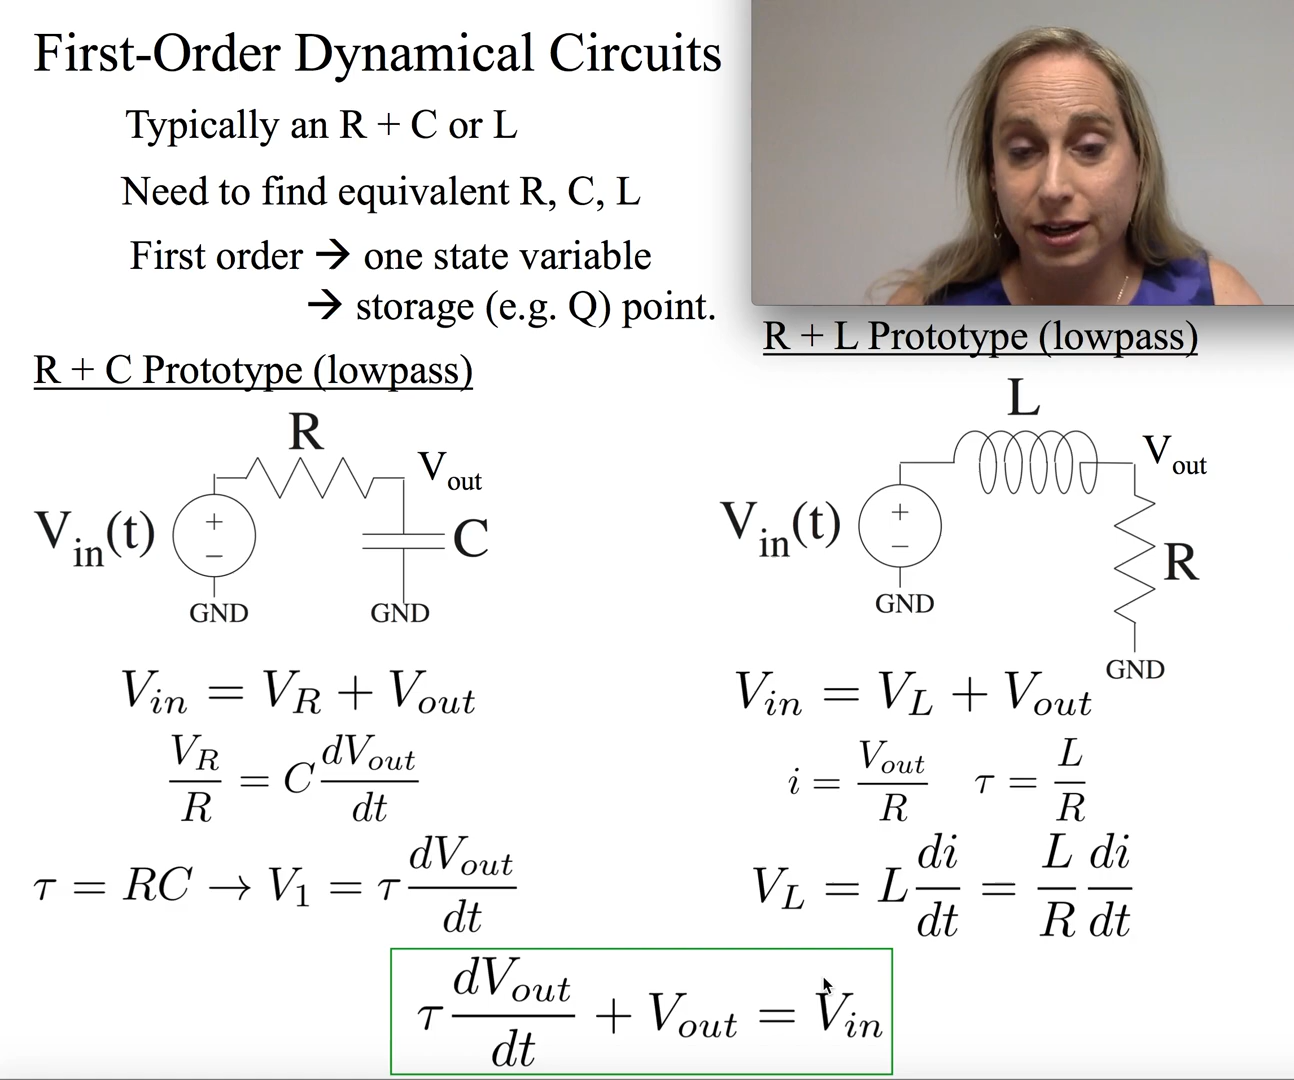 First-Order Dynamical Circuits
Typically an R + C or L
Need to find equivalent R, C, L
First order → one state variable
→ storage (e.g. Q) point.
R + C Prototype (lowpass)
R
V_out
V_in(t)
+
−
C
GND
GND
V_in = V_R + V_out
V_R/R = C dV_out/dt
τ = RC → V_1 = τ dV_out/dt
R + L Prototype (lowpass)
L
V_out
V_in(t)
+
−
R
GND
GND
V_in = V_L + V_out
i = V_out/R τ = L/R
V_L = L di/dt = L/R di/dt
τ dV_out/dt + V_out = V_in